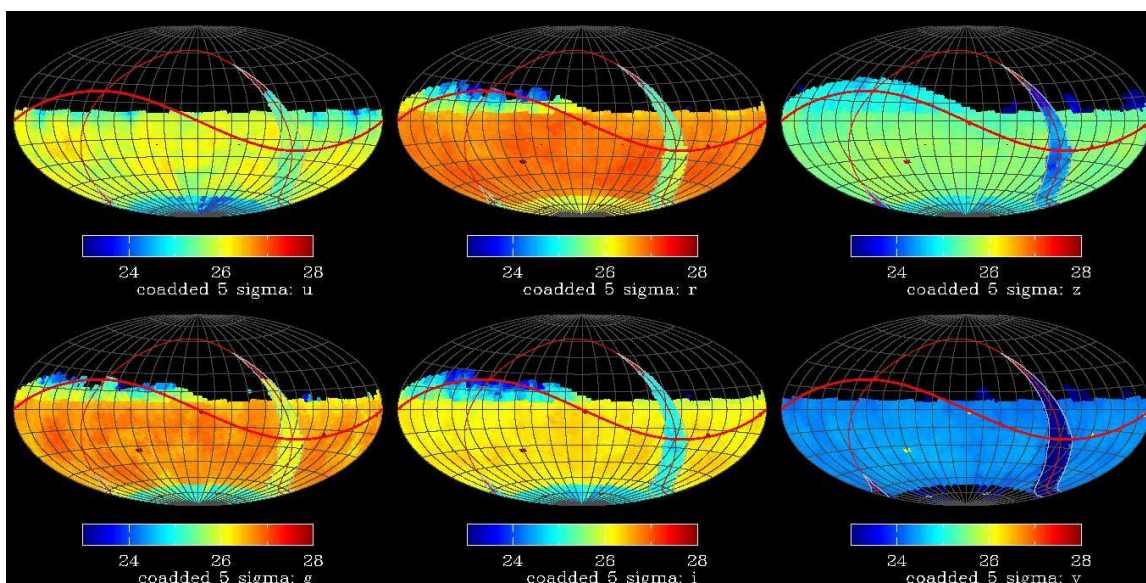 24 26 28
coadded 5 sigma: u
24 26 28
coadded 5 sigma: r
24 26 28
coadded 5 sigma: z
24 26 28
coadded 5 sigma: g
24 26 28
coadded 5 sigma: i
24 26 28
coadded 5 sigma: y